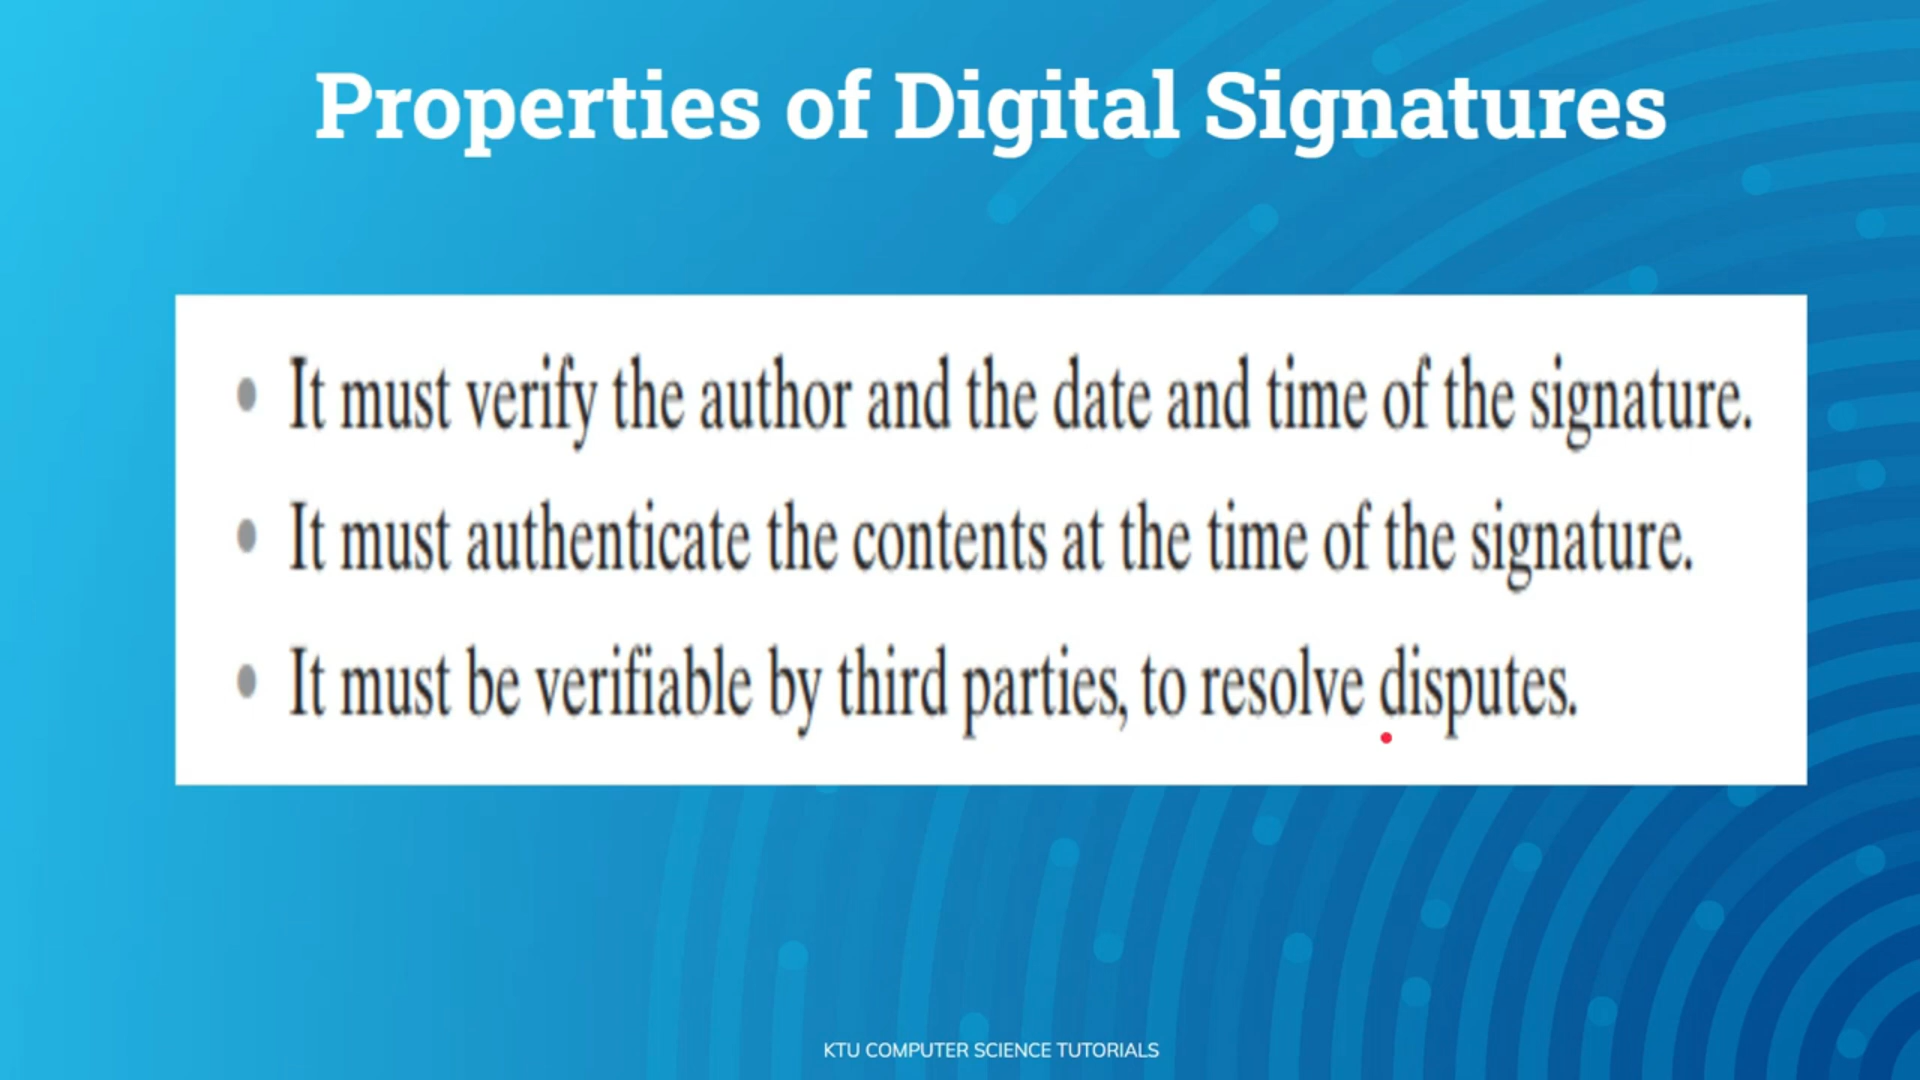 Properties of Digital Signatures
• It must verify the author and the date and time of the signature.
• It must authenticate the contents at the time of the signature.
• It must be verifiable by third parties, to resolve disputes.
KTU COMPUTER SCIENCE TUTORIALS